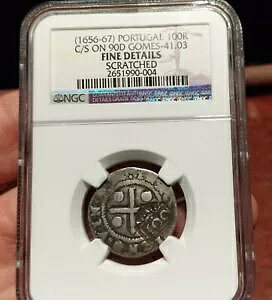 (1656-67) PORTUGAL 100R
C/S ON 90D GOMES-41.03
FINE DETAILS
SCRATCHED
2651990-004
NGC